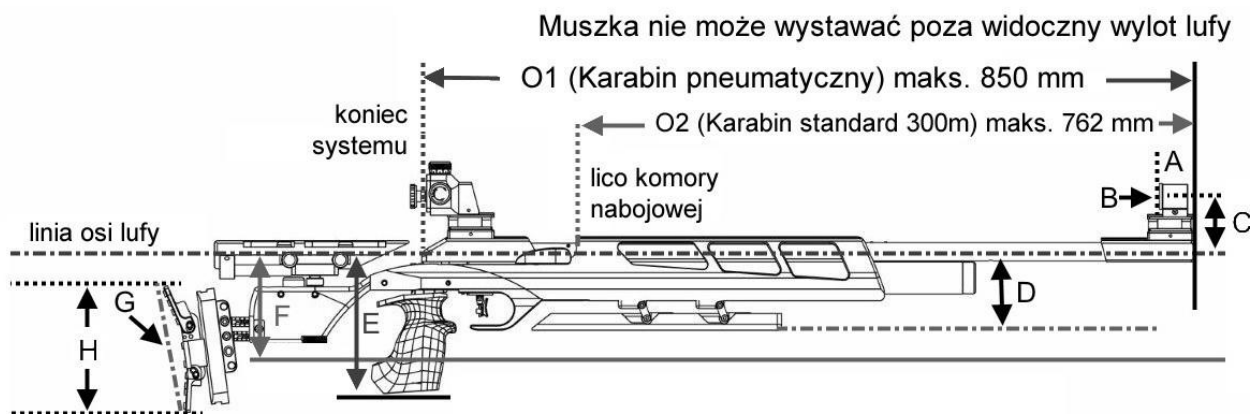 Muszka nie może wystawać poza widoczny wylot lufy
O1 (Karabin pneumatyczny) maks. 850 mm
koniec
systemu
O2 (Karabin standard 300m) maks. 762 mm
lico komory
nabojowej
A
B
C
linia osi lufy
D
G
F
E
H